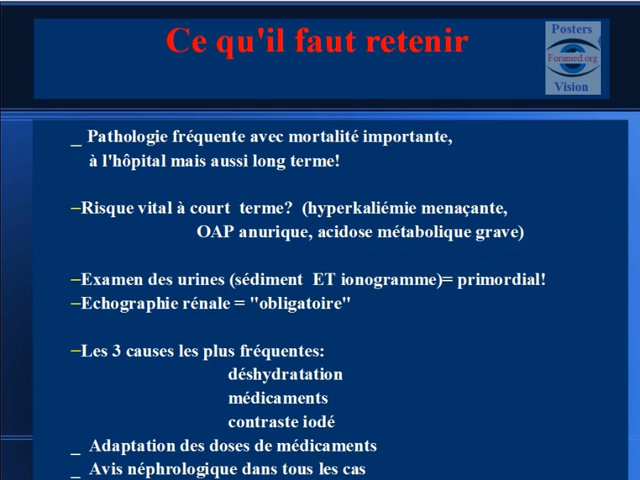 Ce qu'il faut retenir
Posters
Forumed.org
Vision
_ Pathologie fréquente avec mortalité importante,
à l'hôpital mais aussi long terme!
–Risque vital à court terme? (hyperkaliémie menaçante,
OAP anurique, acidose métabolique grave)
–Examen des urines (sédiment ET ionogramme)= primordial!
–Echographie rénale = "obligatoire"
–Les 3 causes les plus fréquentes:
déshydratation
médicaments
contraste iodé
_ Adaptation des doses de médicaments
_ Avis néphrologique dans tous les cas